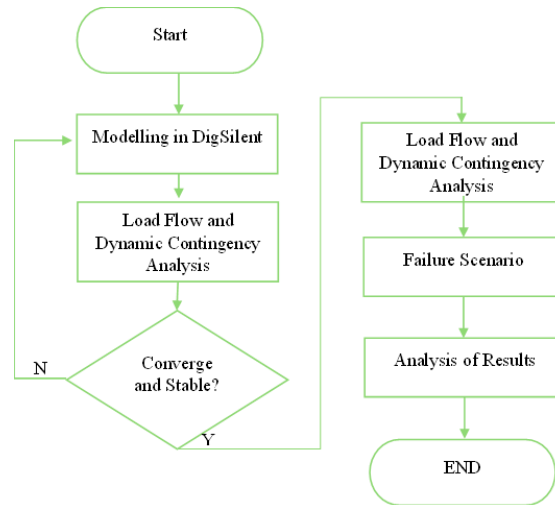 Start
Modelling in DigSilent
Load Flow and
Dynamic Contingency
Analysis
Converge
and Stable?
N
Y
Load Flow and
Dynamic Contingency
Analysis
Failure Scenario
Analysis of Results
END